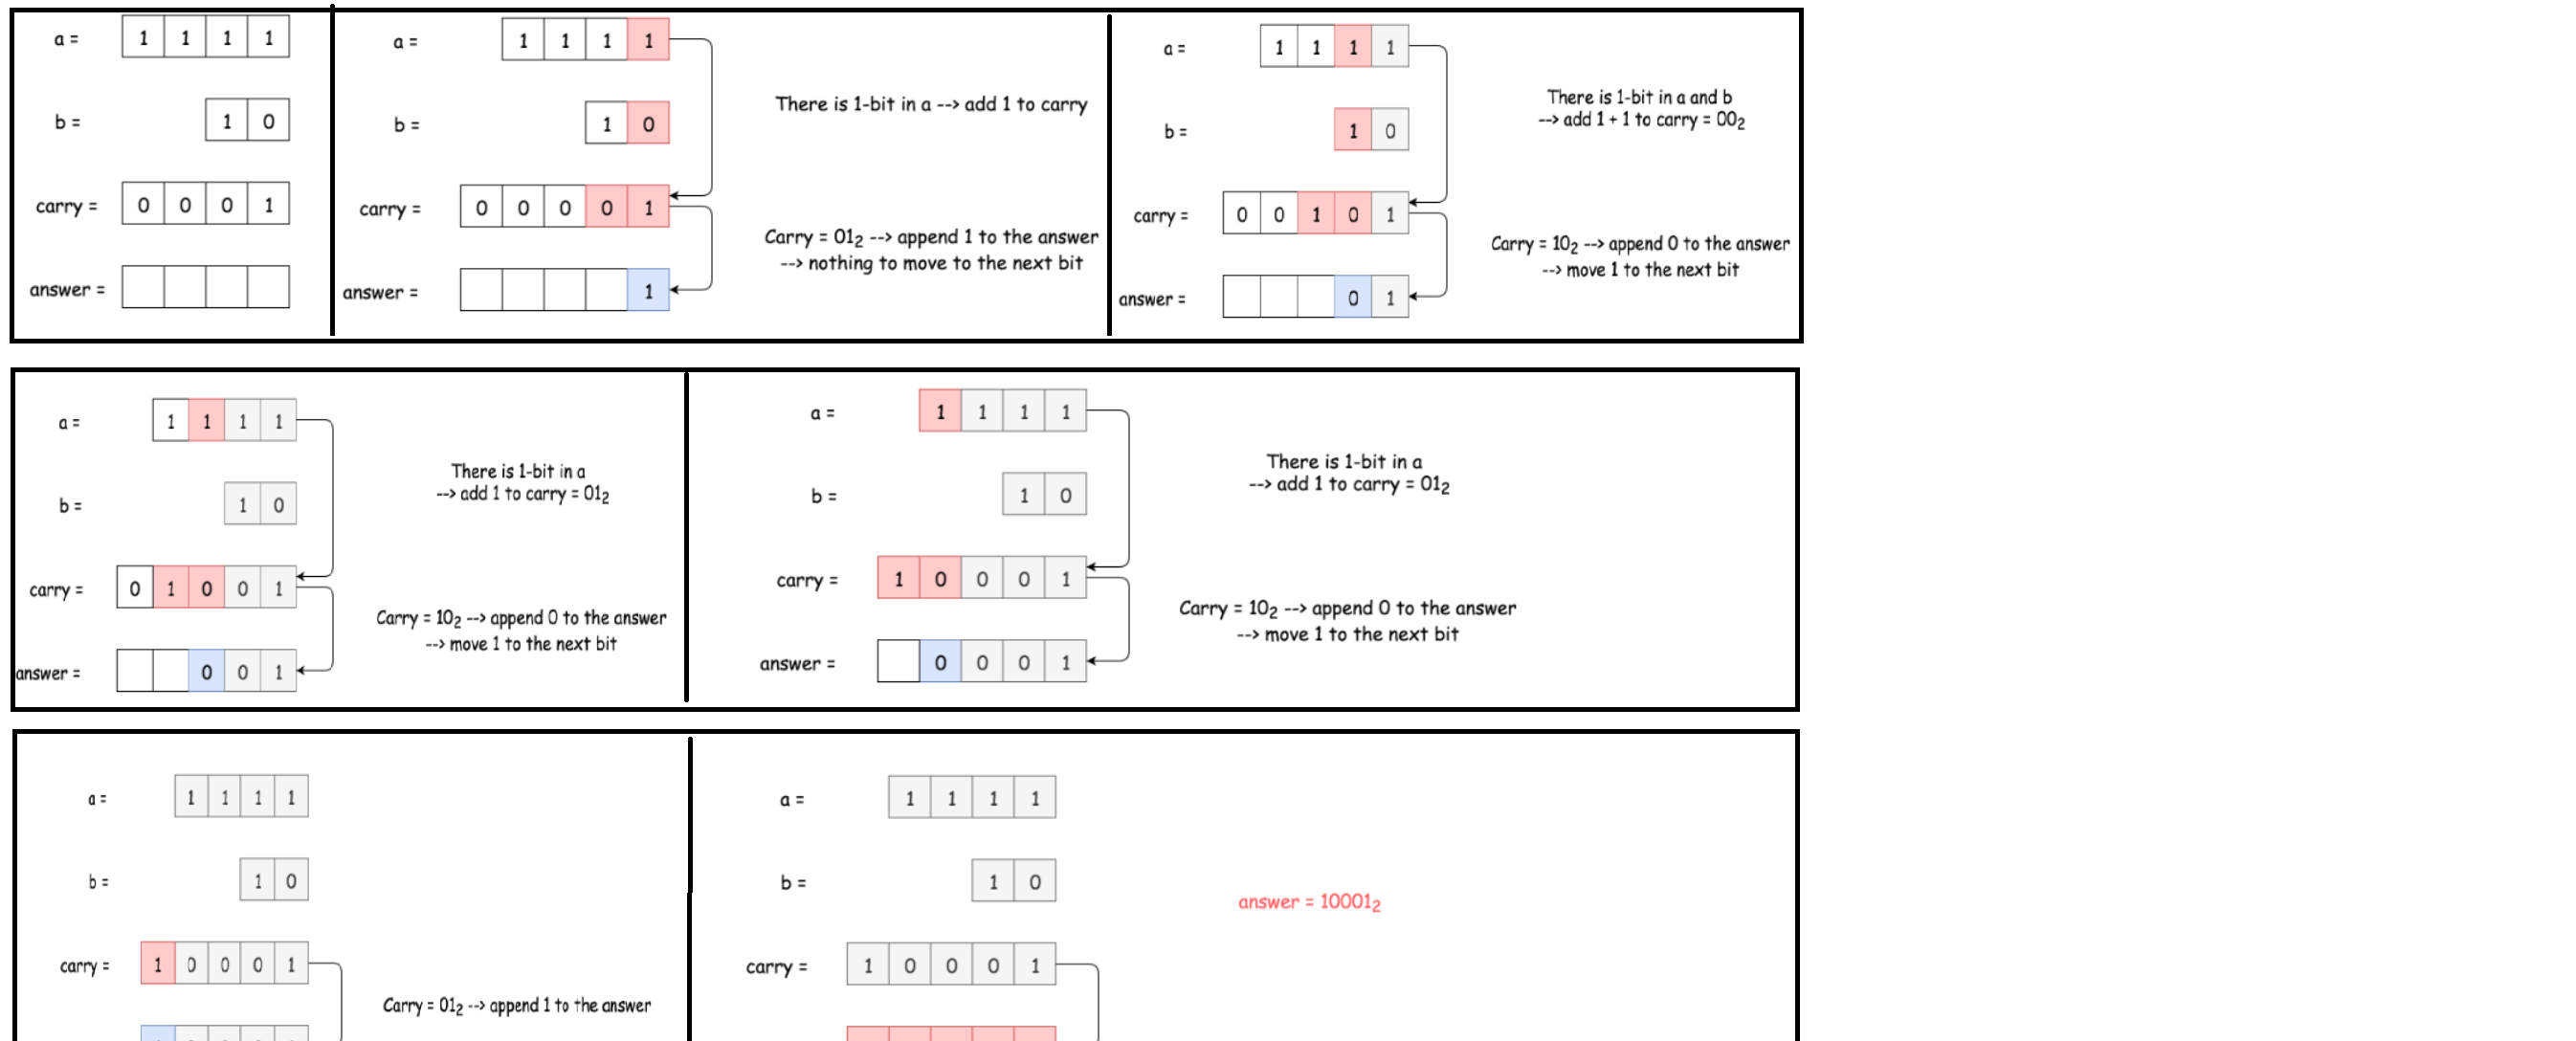 a = 1 1 1 1
b = 1 0
carry = 0 0 0 1
answer =
a = 1 1 1 1
b = 1 0
carry = 0 0 0 0 1
answer = 1
There is 1-bit in a --> add 1 to carry
Carry = 01₂ --> append 1 to the answer
--> nothing to move to the next bit
a = 1 1 1 1
b = 1 0
carry = 0 0 1 0 1
answer = 0 1
There is 1-bit in a and b
--> add 1 + 1 to carry = 00₂
Carry = 10₂ --> append 0 to the answer
--> move 1 to the next bit
a = 1 1 1 1
b = 1 0
carry = 0 1 0 0 1
answer = 0 0 1
There is 1-bit in a
--> add 1 to carry = 01₂
Carry = 10₂ --> append 0 to the answer
--> move 1 to the next bit
a = 1 1 1 1
b = 1 0
carry = 1 0 0 0 1
answer = 0 0 0 1
There is 1-bit in a
--> add 1 to carry = 01₂
Carry = 10₂ --> append 0 to the answer
--> move 1 to the next bit
a = 1 1 1 1
b = 1 0
carry = 1 0 0 0 1
Carry = 01₂ --> append 1 to the answer
a = 1 1 1 1
b = 1 0
carry = 1 0 0 0 1
answer = 10001₂